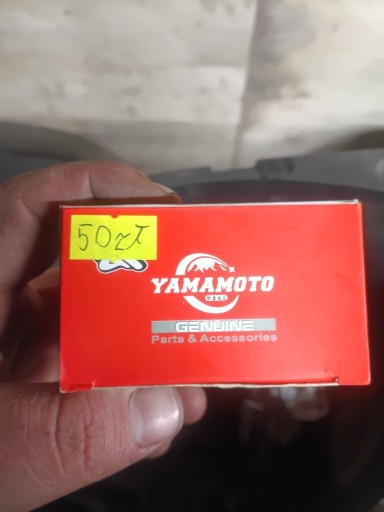 50zł
YAMAMOTO
GENUINE
Parts & Accessories